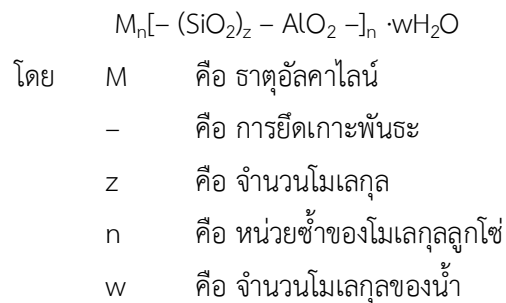 Mn[– (SiO2)z – AlO2 –]n ·wH2O
โดย M คือ ธาตุอัลคาไลน์
– คือ การยึดเกาะพันธะ
z คือ จำนวนโมเลกุล
n คือ หน่วยซ้ำของโมเลกุลลูกโซ่
w คือ จำนวนโมเลกุลของน้ำ